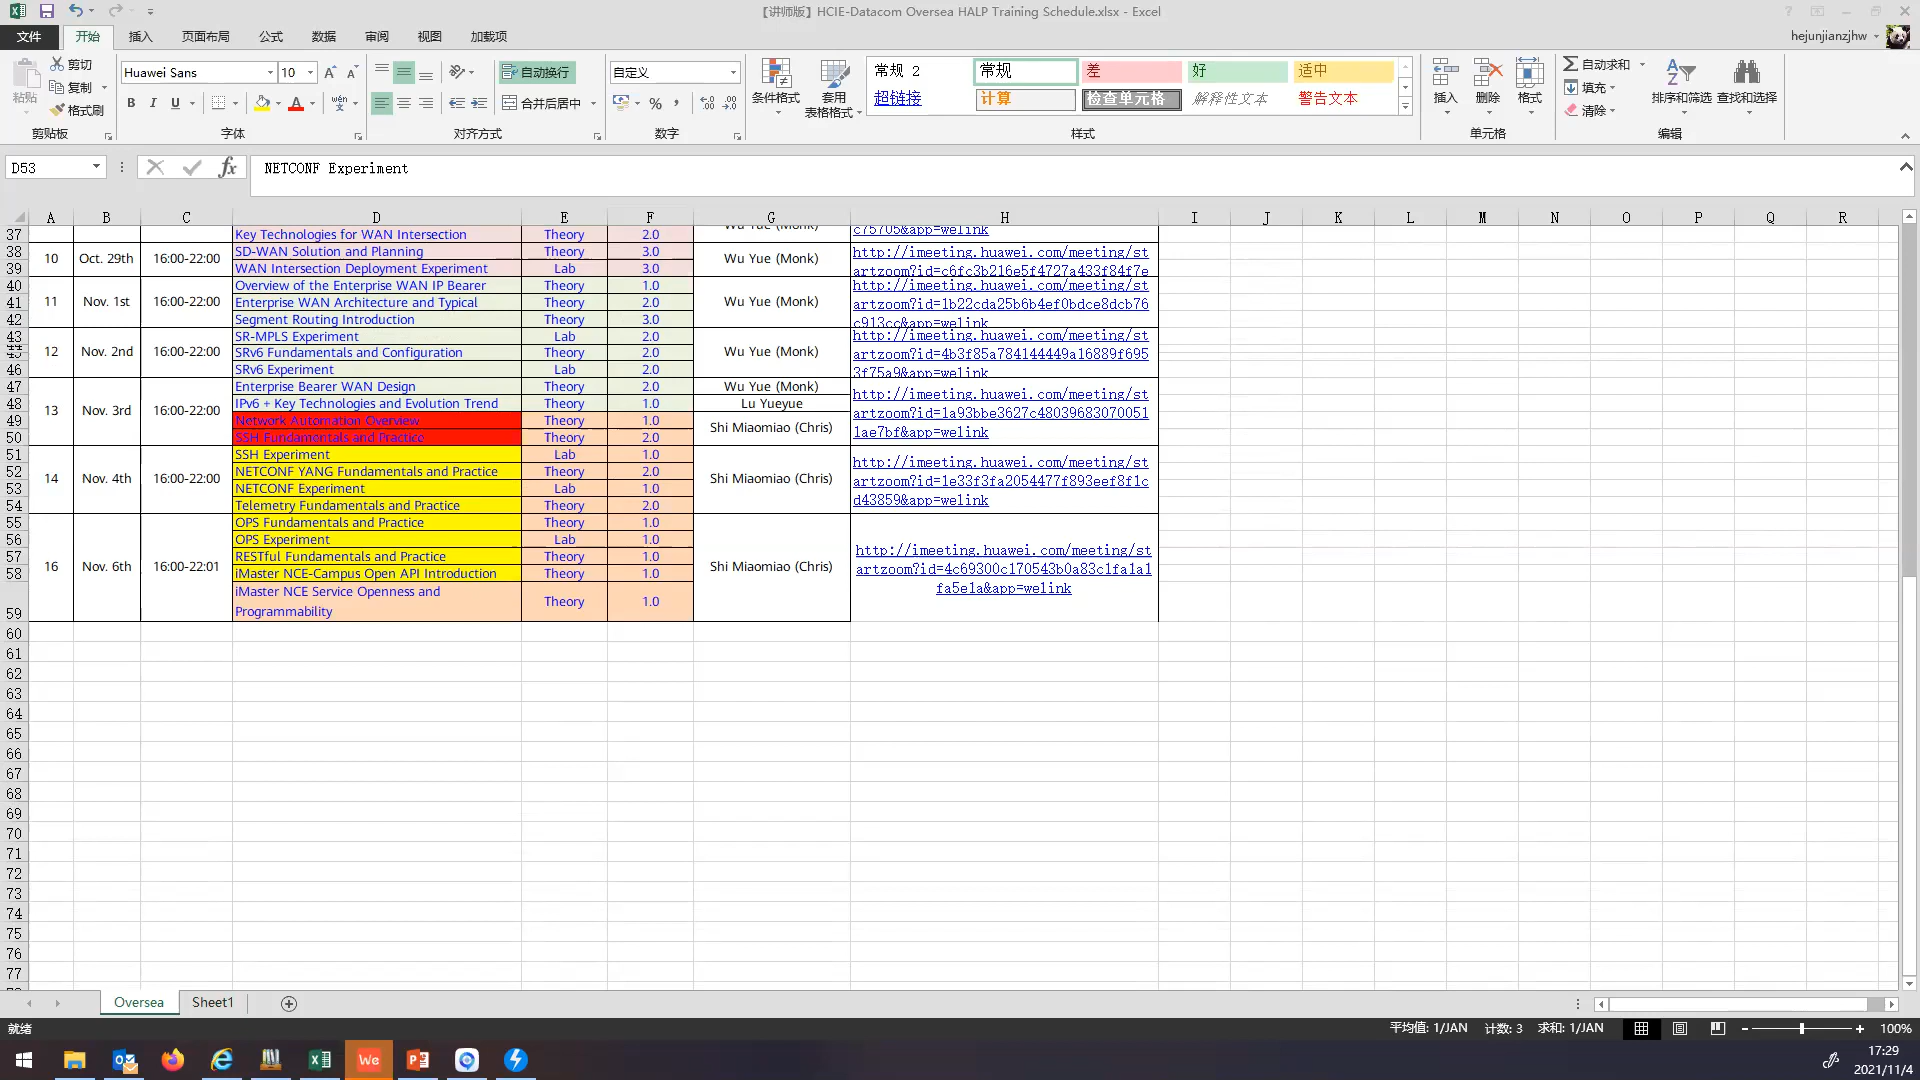 【讲师版】HCIE-Datacom Oversea HALP Training Schedule.xlsx - Excel
文件 开始 插入 页面布局 公式 数据 审阅 视图 加载项 hejunjianzjhw
粘贴 剪切 复制 格式刷 剪贴板
Huawei Sans 10 字体
自动换行 合并后居中 对齐方式
自定义 数字
条件格式 套用表格格式
常规 2 常规 差 好 适中
超链接 计算 检查单元格 解释性文本 警告文本
样式
插入 删除 格式 单元格
自动求和 填充 清除 排序和筛选 查找和选择 编辑
D53 fx NETCONF Experiment
A B C D E F G H I J K L M N O P Q R
37 Key Technologies for WAN Intersection Theory 2.0 Wu Yue (Monk) c75705&app=welink
38 SD-WAN Solution and Planning Theory 3.0
10 Oct. 29th 16:00-22:00 Wu Yue (Monk) http://imeeting.huawei.com/meeting/startzoom?id=c6fc3b216e5f4727a433f84f7e
39 WAN Intersection Deployment Experiment Lab 3.0
40 Overview of the Enterprise WAN IP Bearer Theory 1.0
41 11 Nov. 1st 16:00-22:00 Enterprise WAN Architecture and Typical Theory 2.0 Wu Yue (Monk) http://imeeting.huawei.com/meeting/startzoom?id=1b22cda25b6b4ef0bdce8dcb76c913cc&app=welink
42 Segment Routing Introduction Theory 3.0
43 SR-MPLS Experiment Lab 2.0
44
45 12 Nov. 2nd 16:00-22:00 SRv6 Fundamentals and Configuration Theory 2.0 Wu Yue (Monk) http://imeeting.huawei.com/meeting/startzoom?id=4b3f85a784144449a16889f6953f75a9&app=welink
46 SRv6 Experiment Lab 2.0
47 Enterprise Bearer WAN Design Theory 2.0 Wu Yue (Monk)
48 IPv6 + Key Technologies and Evolution Trend Theory 1.0 Lu Yueyue
13 Nov. 3rd 16:00-22:00 http://imeeting.huawei.com/meeting/startzoom?id=1a93bbe3627c480396830700511ae7bf&app=welink
49 Network Automation Overview Theory 1.0 Shi Miaomiao (Chris)
50 SSH Fundamentals and Practice Theory 2.0
51 SSH Experiment Lab 1.0
52 NETCONF YANG Fundamentals and Practice Theory 2.0
14 Nov. 4th 16:00-22:00 Shi Miaomiao (Chris) http://imeeting.huawei.com/meeting/startzoom?id=1e33f3fa2054477f893eef8f1cd43859&app=welink
53 NETCONF Experiment Lab 1.0
54 Telemetry Fundamentals and Practice Theory 2.0
55 OPS Fundamentals and Practice Theory 1.0
56 OPS Experiment Lab 1.0
57 RESTful Fundamentals and Practice Theory 1.0
16 Nov. 6th 16:00-22:01 Shi Miaomiao (Chris) http://imeeting.huawei.com/meeting/startzoom?id=4c69300c170543b0a83c1fa1a1fa5e1a&app=welink
58 iMaster NCE-Campus Open API Introduction Theory 1.0
59 iMaster NCE Service Openness and Programmability Theory 1.0
60
61
62
63
64
65
66
67
68
69
70
71
72
73
74
75
76
77
Oversea Sheet1
就绪 平均值: 1/JAN 计数: 3 求和: 1/JAN 100%
We
17:29
2021/11/4